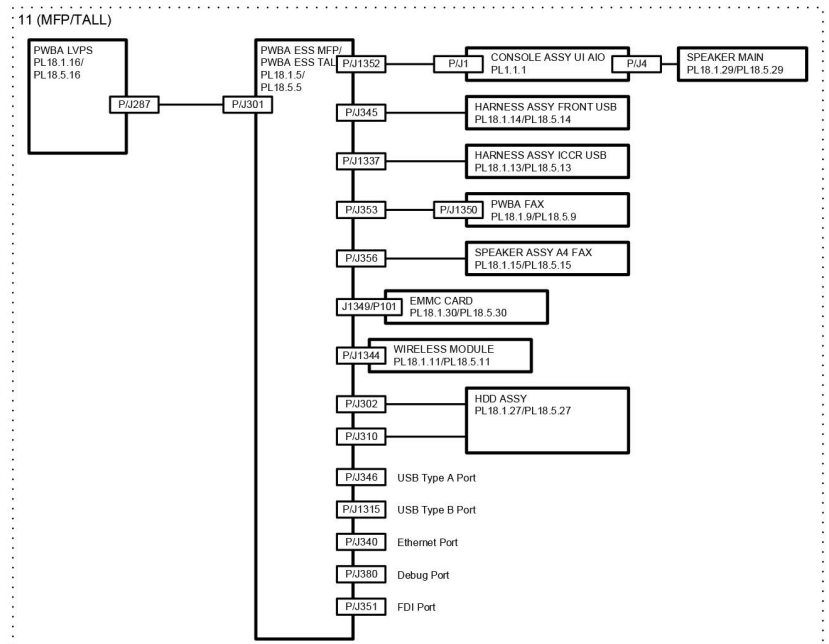 11 (MFP/TALL)
PWBA LVPS
PL18.1.16/
PL18.5.16
P/J287
P/J301
PWBA ESS MFP/
PWBA ESS TAL
PL18.1.5/
PL18.5.5
P/J1352
P/J1
CONSOLE ASSY UI AIO
PL1.1.1
P/J4
SPEAKER MAIN
PL18.1.29/PL18.5.29
P/J345
HARNESS ASSY FRONT USB
PL18.1.14/PL18.5.14
P/J1337
HARNESS ASSY ICCR USB
PL18.1.13/PL18.5.13
P/J353
P/J1350
PWBA FAX
PL18.1.9/PL18.5.9
P/J356
SPEAKER ASSY A4 FAX
PL18.1.15/PL18.5.15
J1349/P101
EMMC CARD
PL18.1.30/PL18.5.30
P/J1344
WIRELESS MODULE
PL18.1.11/PL18.5.11
P/J302
HDD ASSY
PL18.1.27/PL18.5.27
P/J310
P/J346 USB Type A Port
P/J1315 USB Type B Port
P/J340 Ethernet Port
P/J380 Debug Port
P/J351 FDI Port